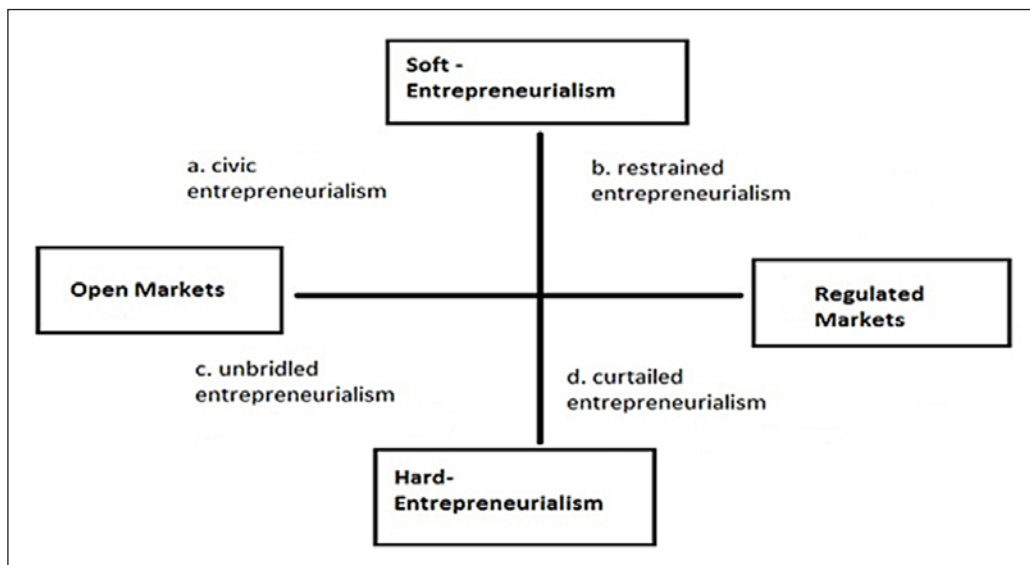 Soft -
Entrepreneurialism
a. civic
entrepreneurialism
b. restrained
entrepreneurialism
Open Markets
Regulated
Markets
c. unbridled
entrepreneurialism
d. curtailed
entrepreneurialism
Hard-
Entrepreneurialism